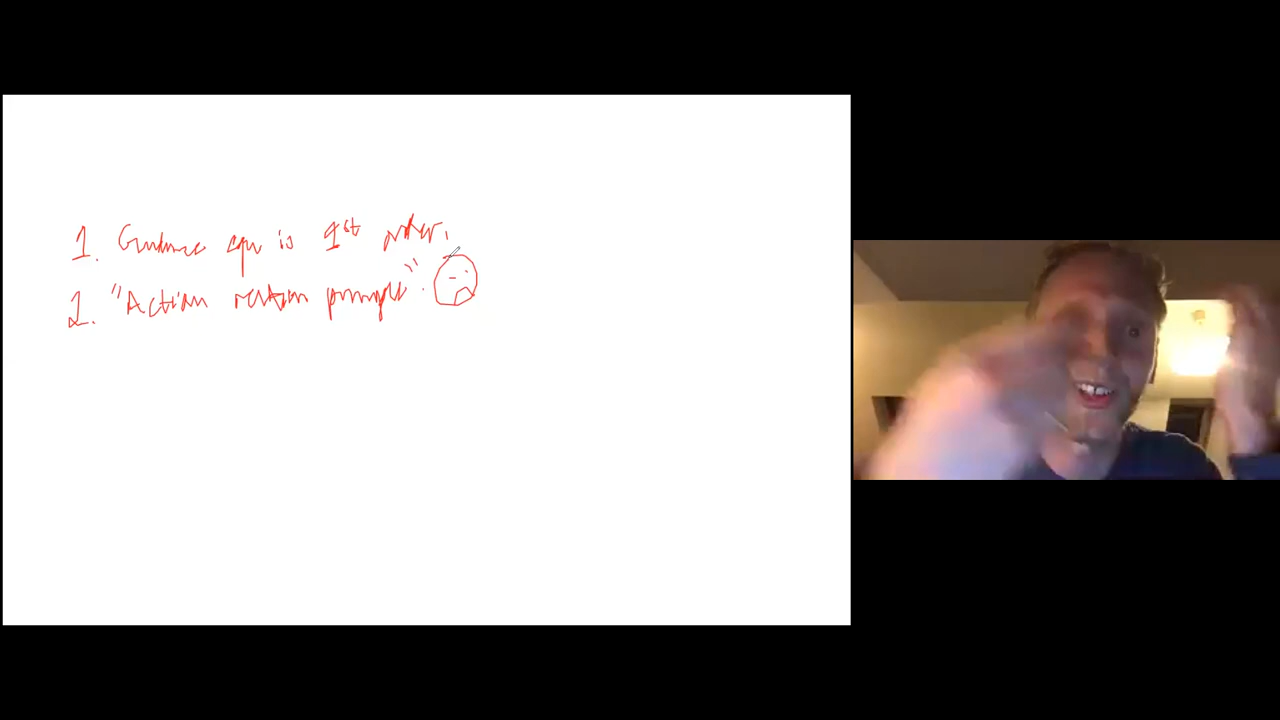 1. Guidance eqn is 1st order.
2. "Action reaction principle".